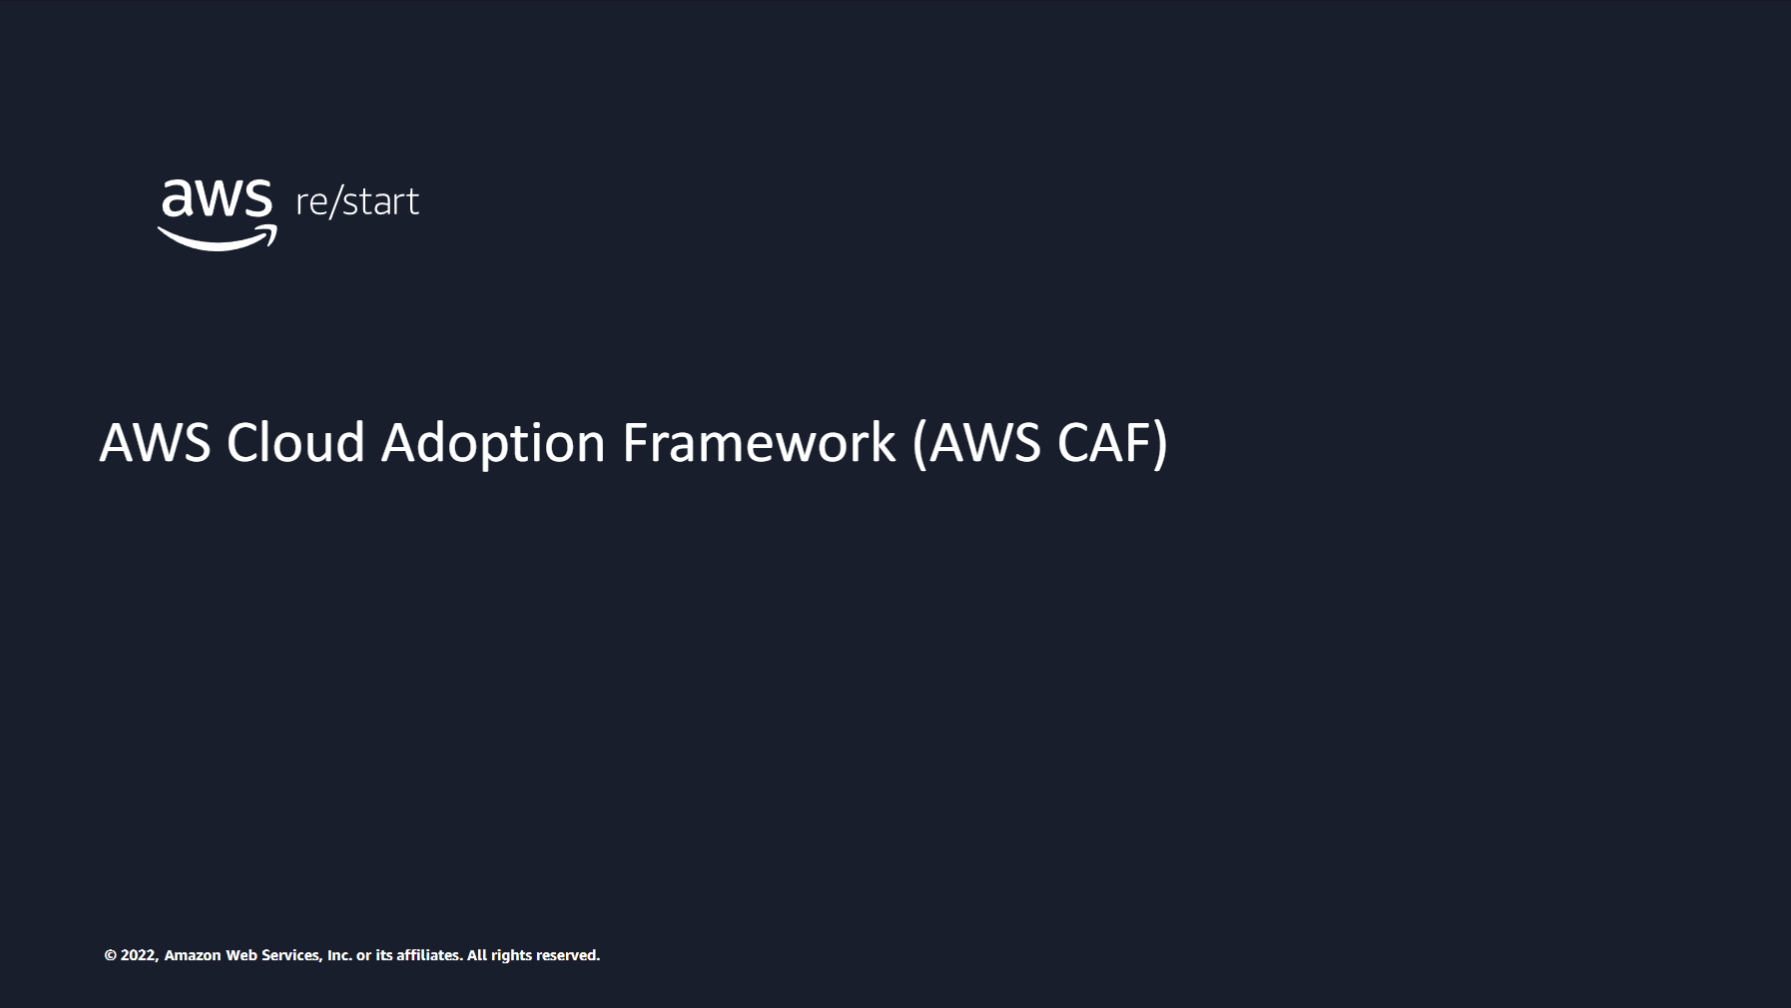 aws re/start
AWS Cloud Adoption Framework (AWS CAF)
© 2022, Amazon Web Services, Inc. or its affiliates. All rights reserved.